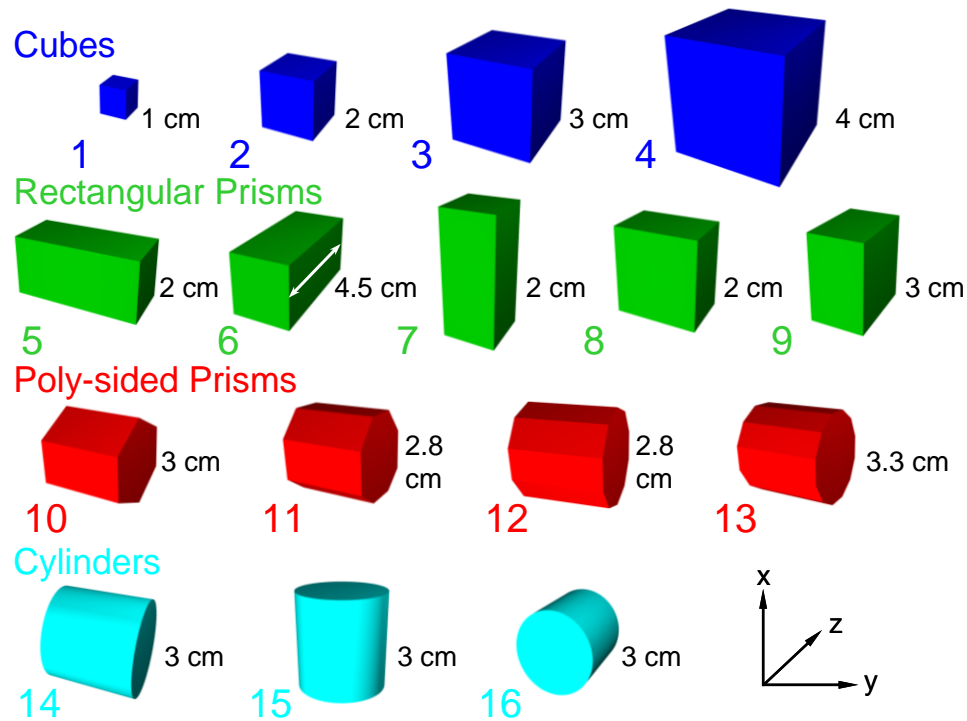 Cubes
1 cm 2 cm 3 cm 4 cm
1 2 3 4
Rectangular Prisms
2 cm 4.5 cm 2 cm 2 cm 3 cm
5 6 7 8 9
Poly-sided Prisms
3 cm 2.8 cm 2.8 cm 3.3 cm
10 11 12 13
Cylinders
3 cm 3 cm 3 cm
14 15 16
x
z
y